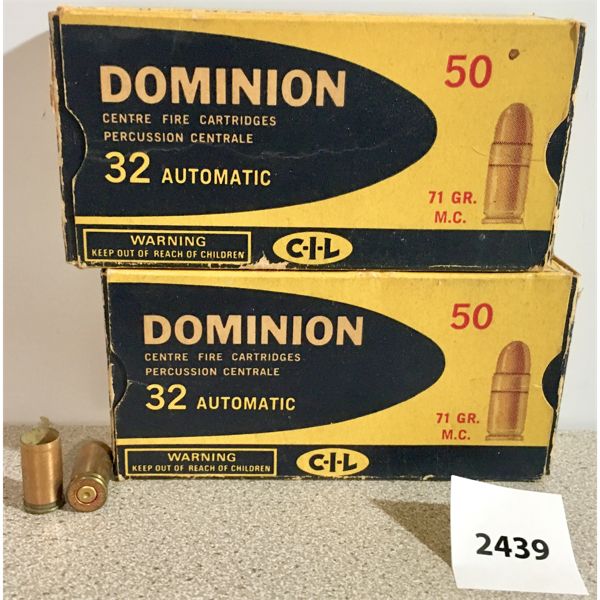 DOMINION
50
CENTRE FIRE CARTRIDGES
PERCUSSION CENTRALE
32 AUTOMATIC
71 GR.
M.C.
WARNING
KEEP OUT OF REACH OF CHILDREN
C-I-L
DOMINION
50
CENTRE FIRE CARTRIDGES
PERCUSSION CENTRALE
32 AUTOMATIC
71 GR.
M.C.
WARNING
KEEP OUT OF REACH OF CHILDREN
C-I-L
2439